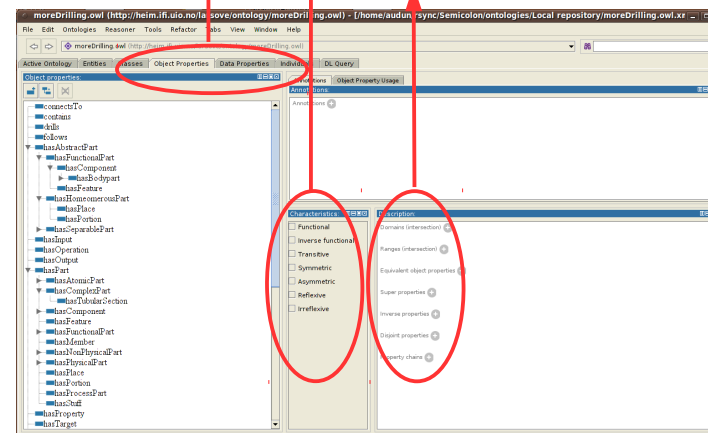 moreDrilling.owl (http://heim.ifi.uio.no/ ssove/ontology/moreDrilling.owl) - [/home/audun/rsync/Semicolon/ontologies/Local repository/moreDrilling.owl.xr
File Edit Ontologies Reasoner Tools Refactor Tabs View Window Help
moreDrilling.owl
Active Ontology Entities Classes Object Properties Data Properties Individuals DL Query
Object properties:
connectsTo
contains
drills
follows
hasAbstractPart
hasFunctionalPart
hasComponent
hasBodypart
hasFeature
hasHomeomerousPart
hasPlace
hasPortion
hasSeparablePart
hasInput
hasOperation
hasOutput
hasPart
hasAtomicPart
hasComplexPart
hasTubularSection
hasComponent
hasFeature
hasFunctionalPart
hasMember
hasNonPhysicalPart
hasPhysicalPart
hasPlace
hasPortion
hasProcessPart
hasStuff
hasProperty
hasTarget
Annotations Object Property Usage
Annotations:
Annotations
Characteristics:
Functional
Inverse functional
Transitive
Symmetric
Asymmetric
Reflexive
Irreflexive
Description:
Domains (intersection)
Ranges (intersection)
Equivalent object properties
Super properties
Inverse properties
Disjoint properties
Property chains